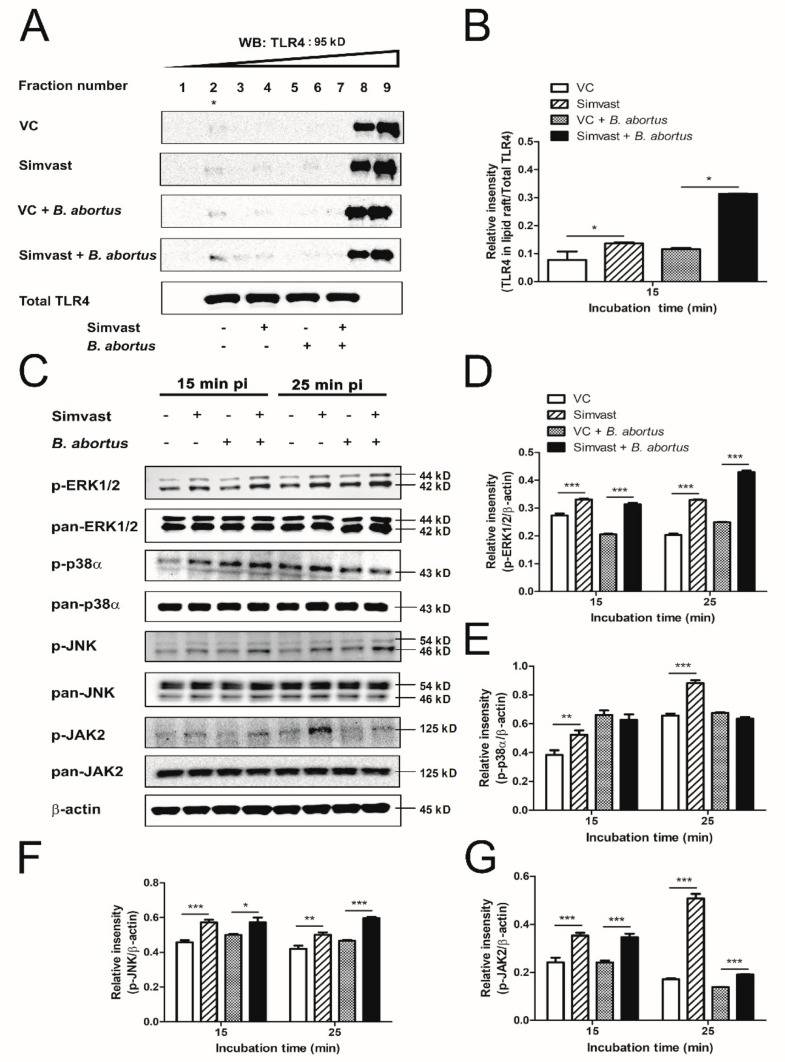 A
WB: TLR4 : 95 kD
Fraction number 1 2 3 4 5 6 7 8 9
*
VC
Simvast
VC + B. abortus
Simvast + B. abortus
Total TLR4
Simvast - + - +
B. abortus - - + +
B
VC
Simvast
VC + B. abortus
Simvast + B. abortus
Relative insensity
(TLR4 in lipid raft/Total TLR4)
0.5
0.4
0.3
0.2
0.1
0.0
*
*
15
Incubation time (min)
C
15 min pi 25 min pi
Simvast - + - + - + - +
B. abortus - - + + - - + +
p-ERK1/2 44 kD
42 kD
pan-ERK1/2 44 kD
42 kD
p-p38α 43 kD
pan-p38α 43 kD
p-JNK 54 kD
46 kD
pan-JNK 54 kD
46 kD
p-JAK2 125 kD
pan-JAK2 125 kD
β-actin 45 kD
D
VC
Simvast
VC + B. abortus
Simvast + B. abortus
Relative insensity
(p-ERK1/2/β-actin)
0.5
0.4
0.3
0.2
0.1
0.0
*** *** *** ***
15 25
Incubation time (min)
E
Relative insensity
(p-p38α/β-actin)
1.0
0.8
0.6
0.4
0.2
0.0
** ***
15 25
Incubation time (min)
F
Relative insensity
(p-JNK/β-actin)
0.8
0.6
0.4
0.2
0.0
*** * ** ***
15 25
Incubation time (min)
G
Relative insensity
(p-JAK2/β-actin)
0.6
0.4
0.2
0.0
*** *** *** ***
15 25
Incubation time (min)